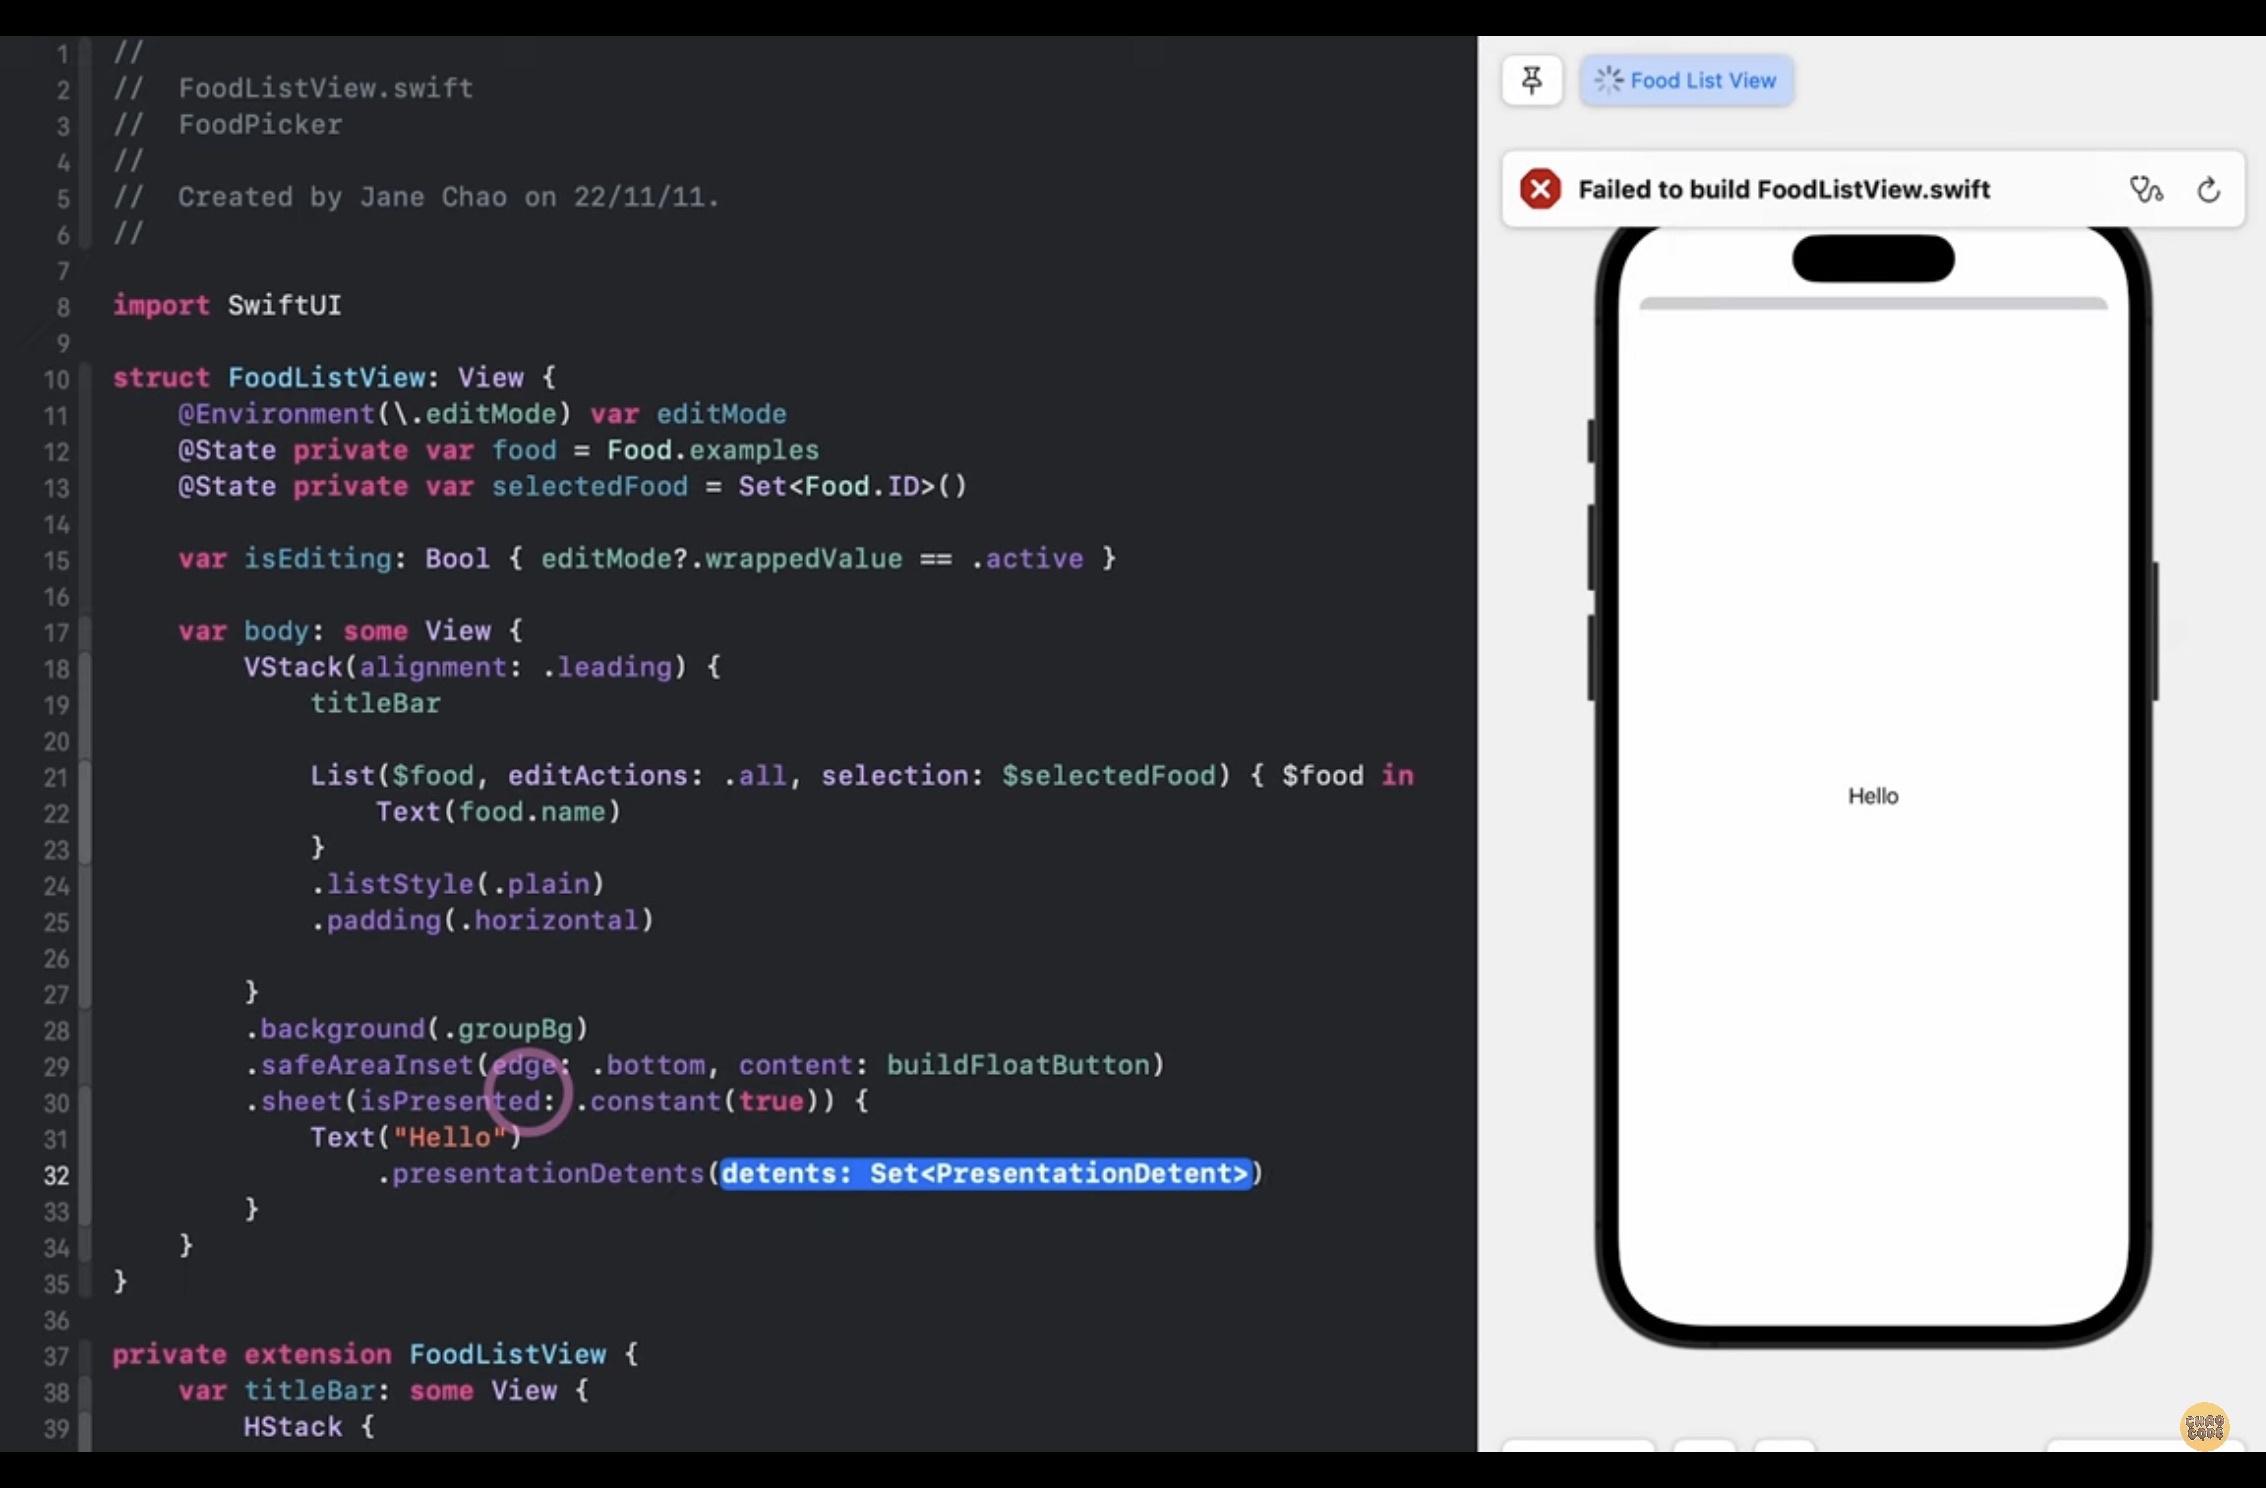 1 //
2 //  FoodListView.swift
3 //  FoodPicker
4 //
5 //  Created by Jane Chao on 22/11/11.
6 //
7
8 import SwiftUI
9
10 struct FoodListView: View {
11     @Environment(\.editMode) var editMode
12     @State private var food = Food.examples
13     @State private var selectedFood = Set<Food.ID>()
14
15     var isEditing: Bool { editMode?.wrappedValue == .active }
16
17     var body: some View {
18         VStack(alignment: .leading) {
19             titleBar
20
21             List($food, editActions: .all, selection: $selectedFood) { $food in
22                 Text(food.name)
23             }
24             .listStyle(.plain)
25             .padding(.horizontal)
26
27         }
28         .background(.groupBg)
29         .safeAreaInset(edge: .bottom, content: buildFloatButton)
30         .sheet(isPresented: .constant(true)) {
31             Text("Hello")
32                 .presentationDetents(detents: Set<PresentationDetent>)
33         }
34     }
35 }
36
37 private extension FoodListView {
38     var titleBar: some View {
39         HStack {
Food List View
Failed to build FoodListView.swift
Hello
CHAO
CODE